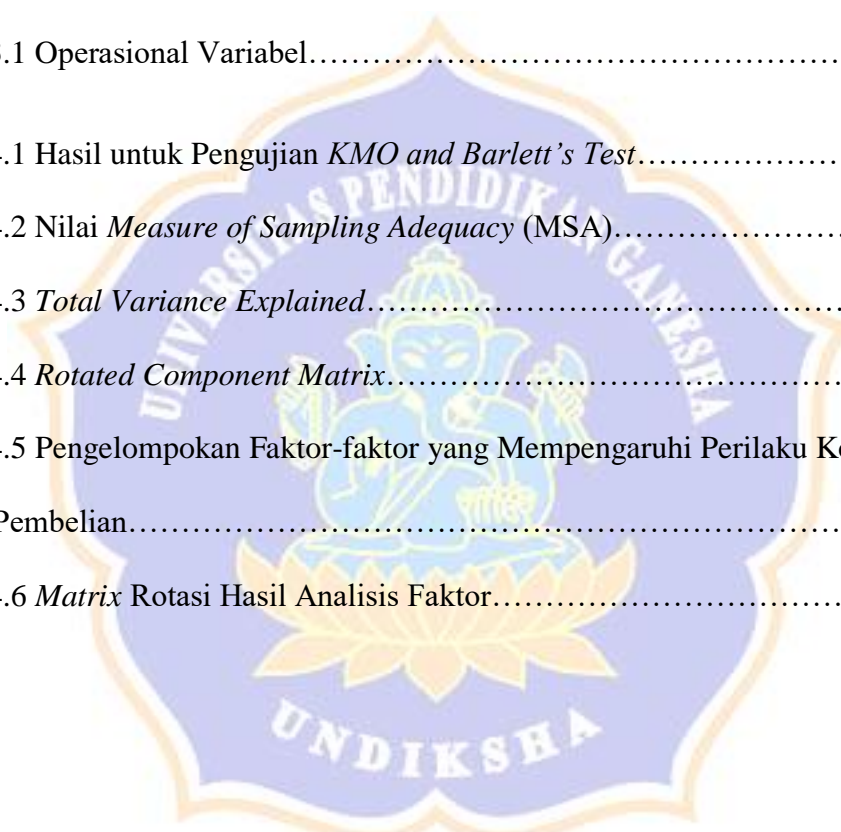 .1 Operasional Variabel……………………………………………
.1 Hasil untuk Pengujian KMO and Barlett’s Test…………………
.2 Nilai Measure of Sampling Adequacy (MSA)……………………
.3 Total Variance Explained………………………………………
.4 Rotated Component Matrix……………………………………
.5 Pengelompokan Faktor-faktor yang Mempengaruhi Perilaku
Pembelian……………………………………………………………
.6 Matrix Rotasi Hasil Analisis Faktor………………………………
UNIVERSITAS PENDIDIKAN GANESHA
UNDIKSHA